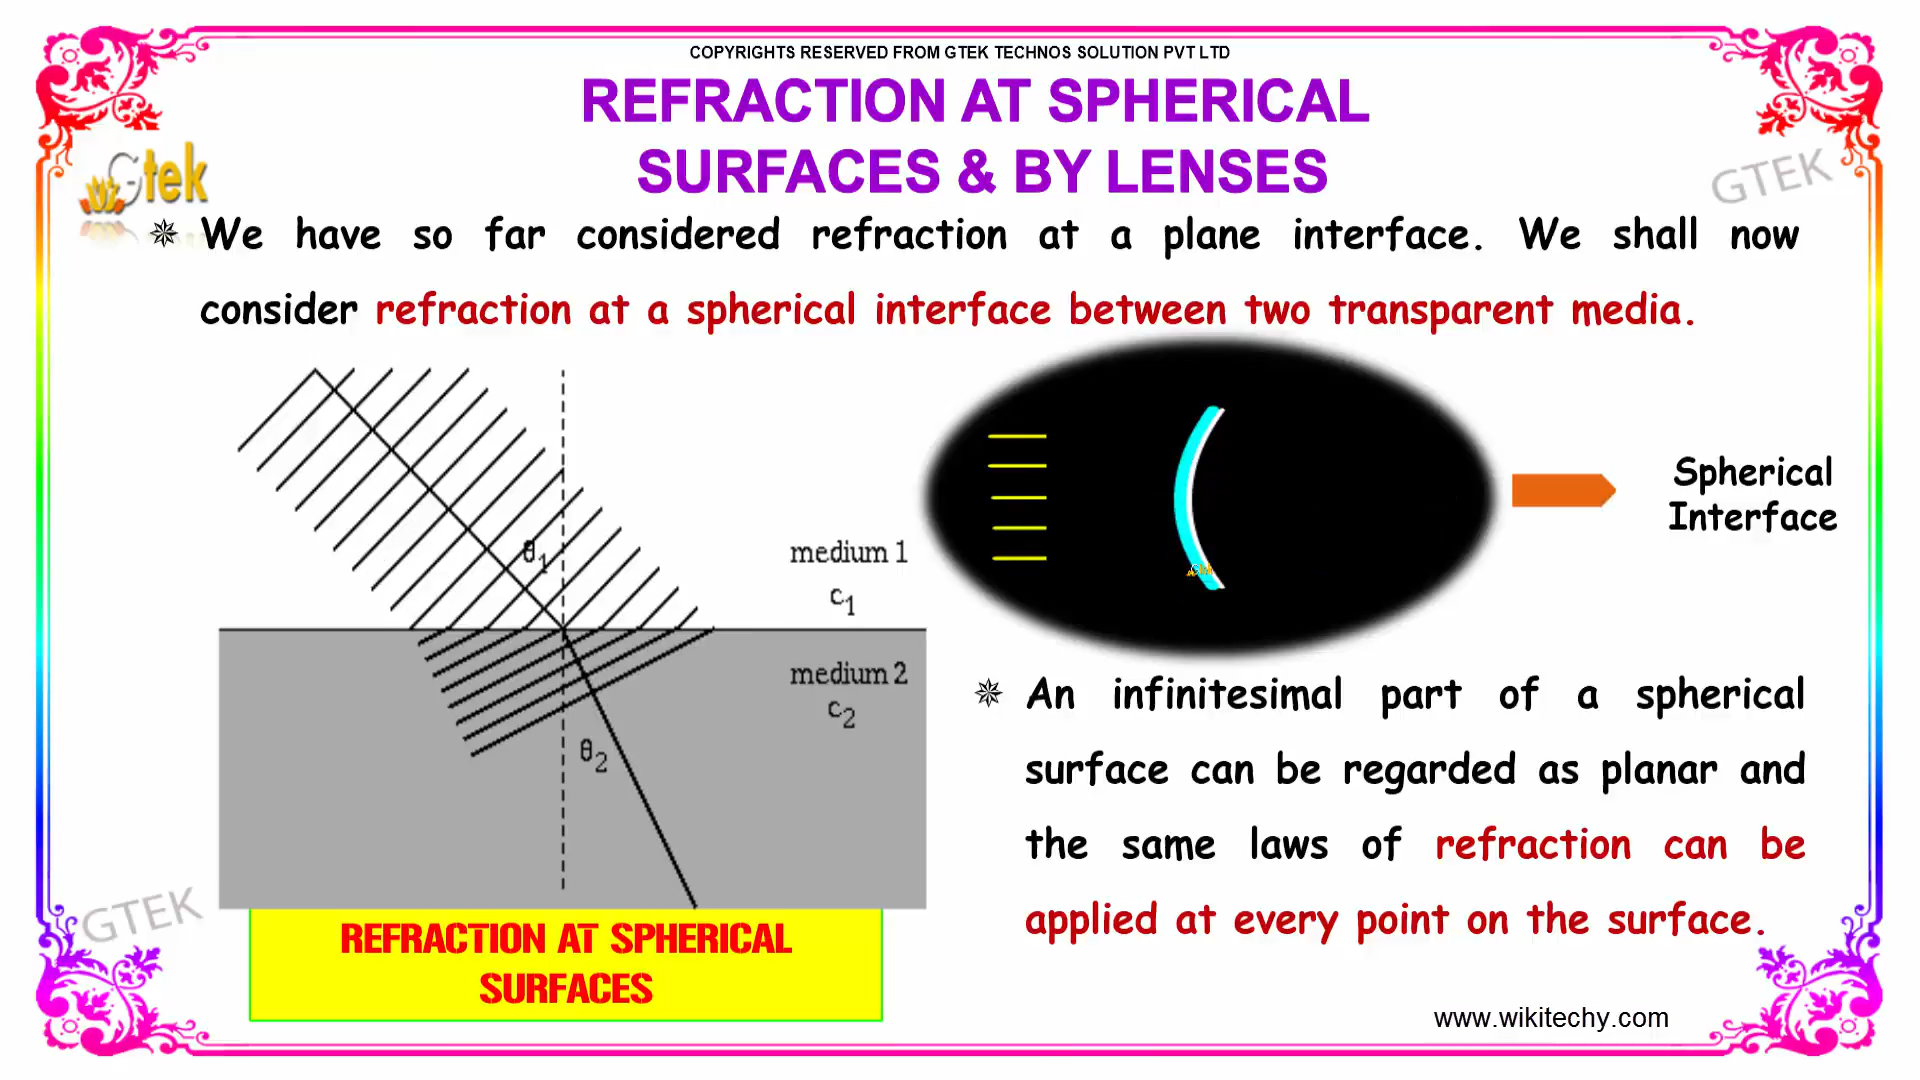 COPYRIGHTS RESERVED FROM GTEK TECHNOS SOLUTION PVT LTD
REFRACTION AT SPHERICAL
SURFACES & BY LENSES
Gtek
GTEK
We have so far considered refraction at a plane interface. We shall now
consider refraction at a spherical interface between two transparent media.
θ1
medium 1
c1
medium 2
c2
θ2
Spherical
Interface
An infinitesimal part of a spherical
surface can be regarded as planar and
the same laws of refraction can be
applied at every point on the surface.
GTEK
REFRACTION AT SPHERICAL
SURFACES
www.wikitechy.com